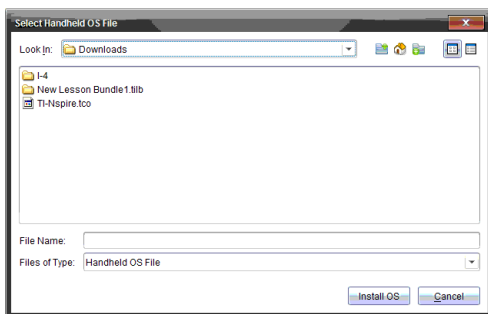 Select Handheld OS File
Look In: Downloads
I-4
New Lesson Bundle1.tilb
TI-Nspire.tco
File Name:
Files of Type: Handheld OS File
Install OS Cancel